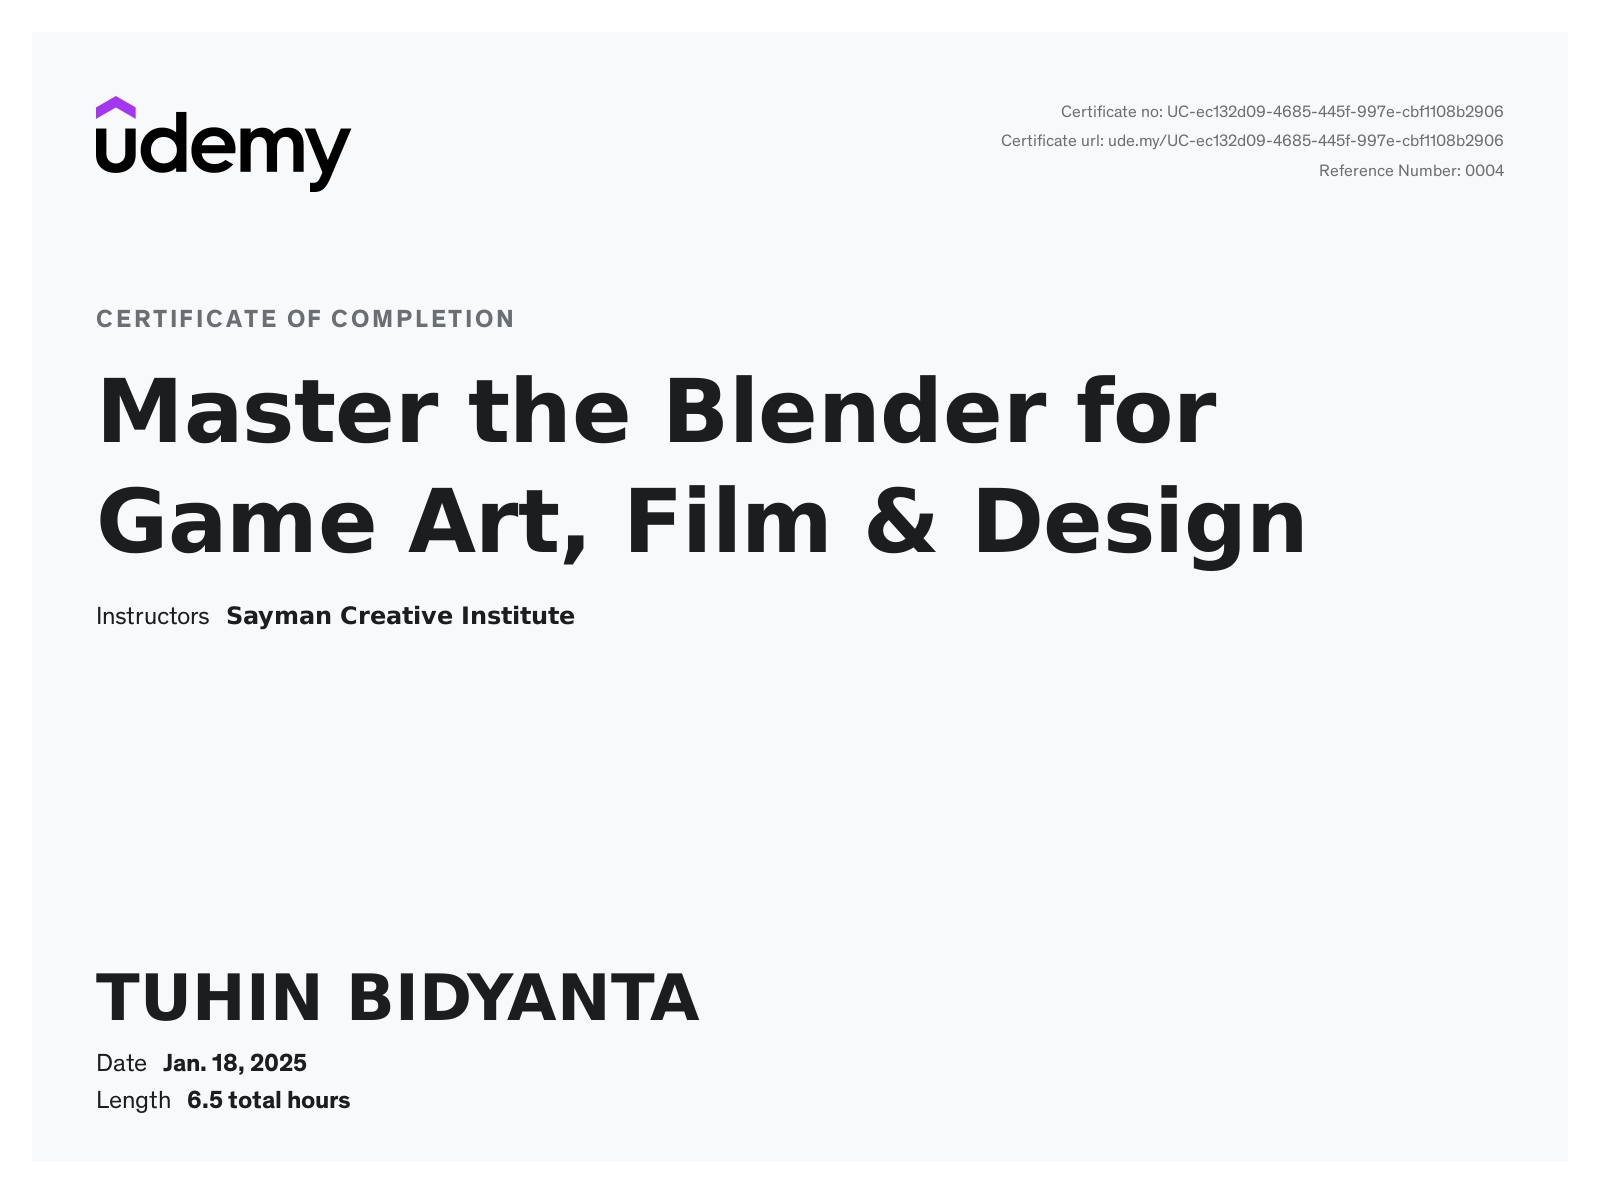 udemy
Certificate no: UC-ec132d09-4685-445f-997e-cbf1108b2906
Certificate url: ude.my/UC-ec132d09-4685-445f-997e-cbf1108b2906
Reference Number: 0004
CERTIFICATE OF COMPLETION
Master the Blender for
Game Art, Film & Design
Instructors Sayman Creative Institute
TUHIN BIDYANTA
Date Jan. 18, 2025
Length 6.5 total hours